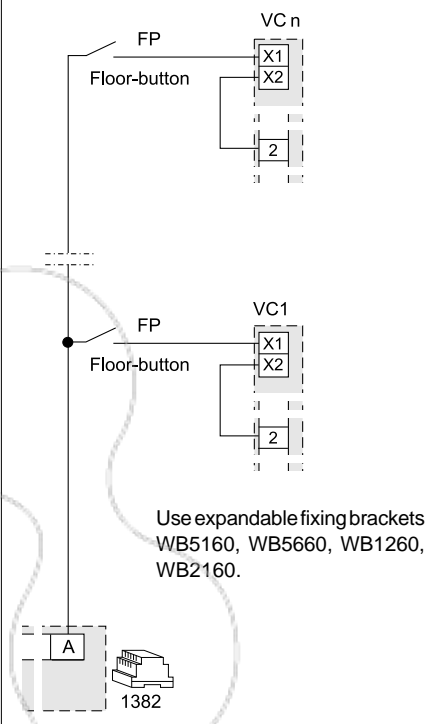 VC n
FP
X1
Floor-button
X2
2
FP
VC1
X1
Floor-button
X2
2
Use expandable fixing brackets
WB5160, WB5660, WB1260,
WB2160.
A
1382